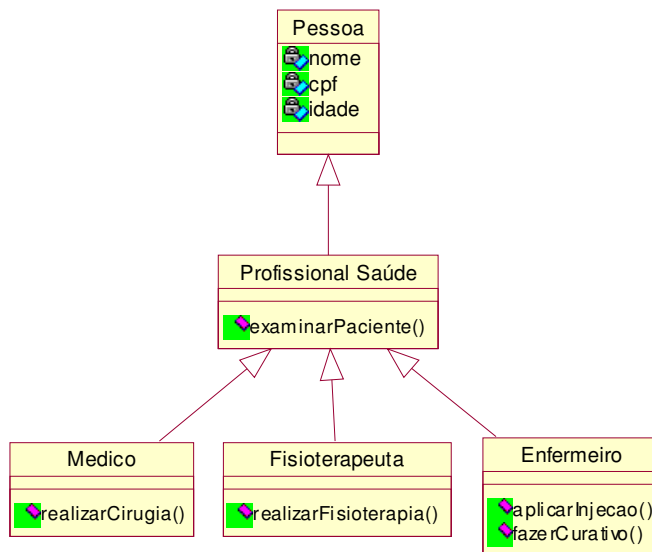 Pessoa
nome
cpf
idade
Profissional Saúde
examinarPaciente()
Medico
realizarCirugia()
Fisioterapeuta
realizarFisioterapia()
Enfermeiro
aplicarInjecao()
fazerCurativo()